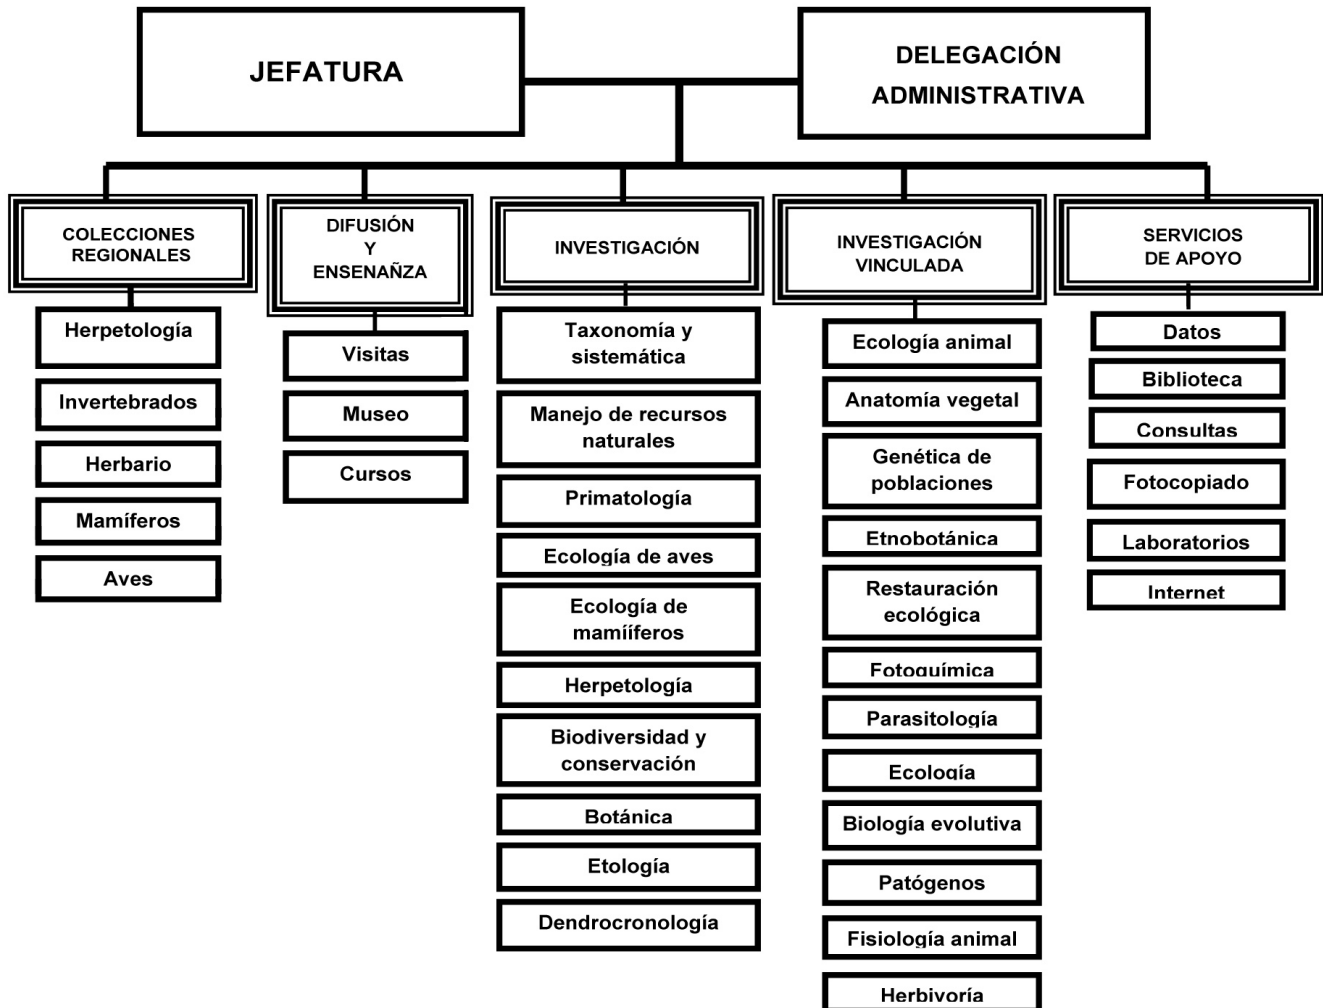 JEFATURA
DELEGACIÓN
ADMINISTRATIVA
COLECCIONES
REGIONALES
Herpetología
Invertebrados
Herbario
Mamíferos
Aves
DIFUSIÓN
Y
ENSENAÑZA
Visitas
Museo
Cursos
INVESTIGACIÓN
Taxonomía y
sistemática
Manejo de recursos
naturales
Primatología
Ecología de aves
Ecología de
mamííferos
Herpetología
Biodiversidad y
conservación
Botánica
Etología
Dendrocronología
INVESTIGACIÓN
VINCULADA
Ecología animal
Anatomía vegetal
Genética de
poblaciones
Etnobotánica
Restauración
ecológica
Fotoquímica
Parasitología
Ecología
Biología evolutiva
Patógenos
Fisiología animal
Herbivoría
SERVICIOS
DE APOYO
Datos
Biblioteca
Consultas
Fotocopiado
Laboratorios
Internet